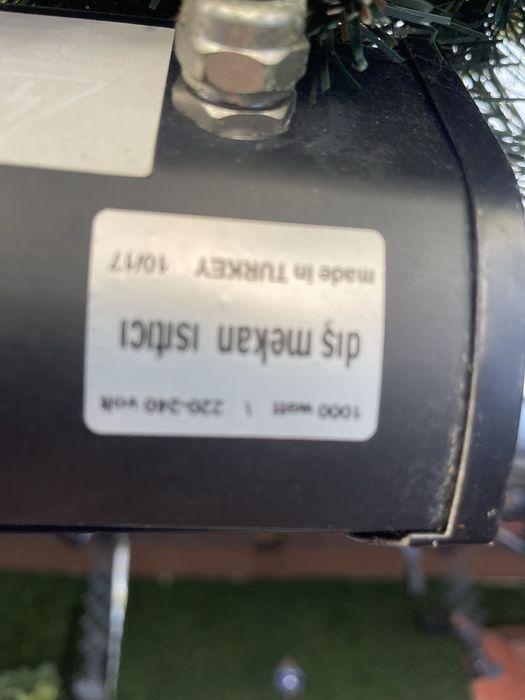 1000 watt \ 220-240 volt
dış mekan ısıtıcı
made in TURKEY 10/17